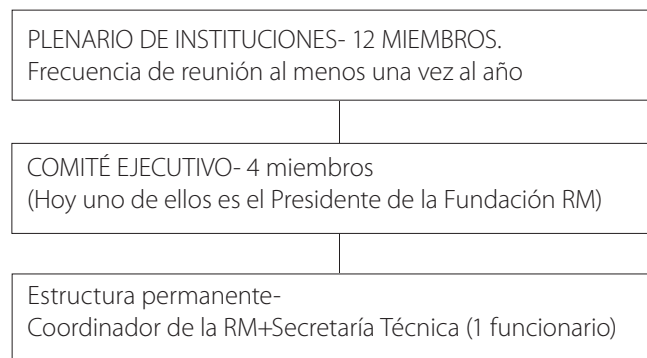 PLENARIO DE INSTITUCIONES- 12 MIEMBROS.
Frecuencia de reunión al menos una vez al año
COMITÉ EJECUTIVO- 4 miembros
(Hoy uno de ellos es el Presidente de la Fundación RM)
Estructura permanente-
Coordinador de la RM+Secretaría Técnica (1 funcionario)